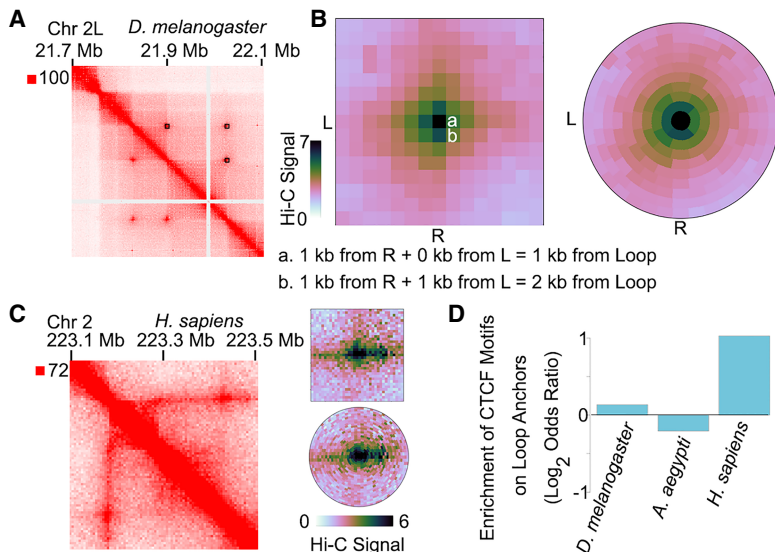 A
Chr 2L
D. melanogaster
21.7 Mb
21.9 Mb
22.1 Mb
100
B
L
a
b
7
Hi-C Signal
0
R
L
R
a. 1 kb from R + 0 kb from L = 1 kb from Loop
b. 1 kb from R + 1 kb from L = 2 kb from Loop
C
Chr 2
H. sapiens
223.1 Mb
223.3 Mb
223.5 Mb
72
0
6
Hi-C Signal
D
Enrichment of CTCF Motifs
on Loop Anchors
(Log2 Odds Ratio)
1
0
-1
D. melanogaster
A. aegypti
H. sapiens